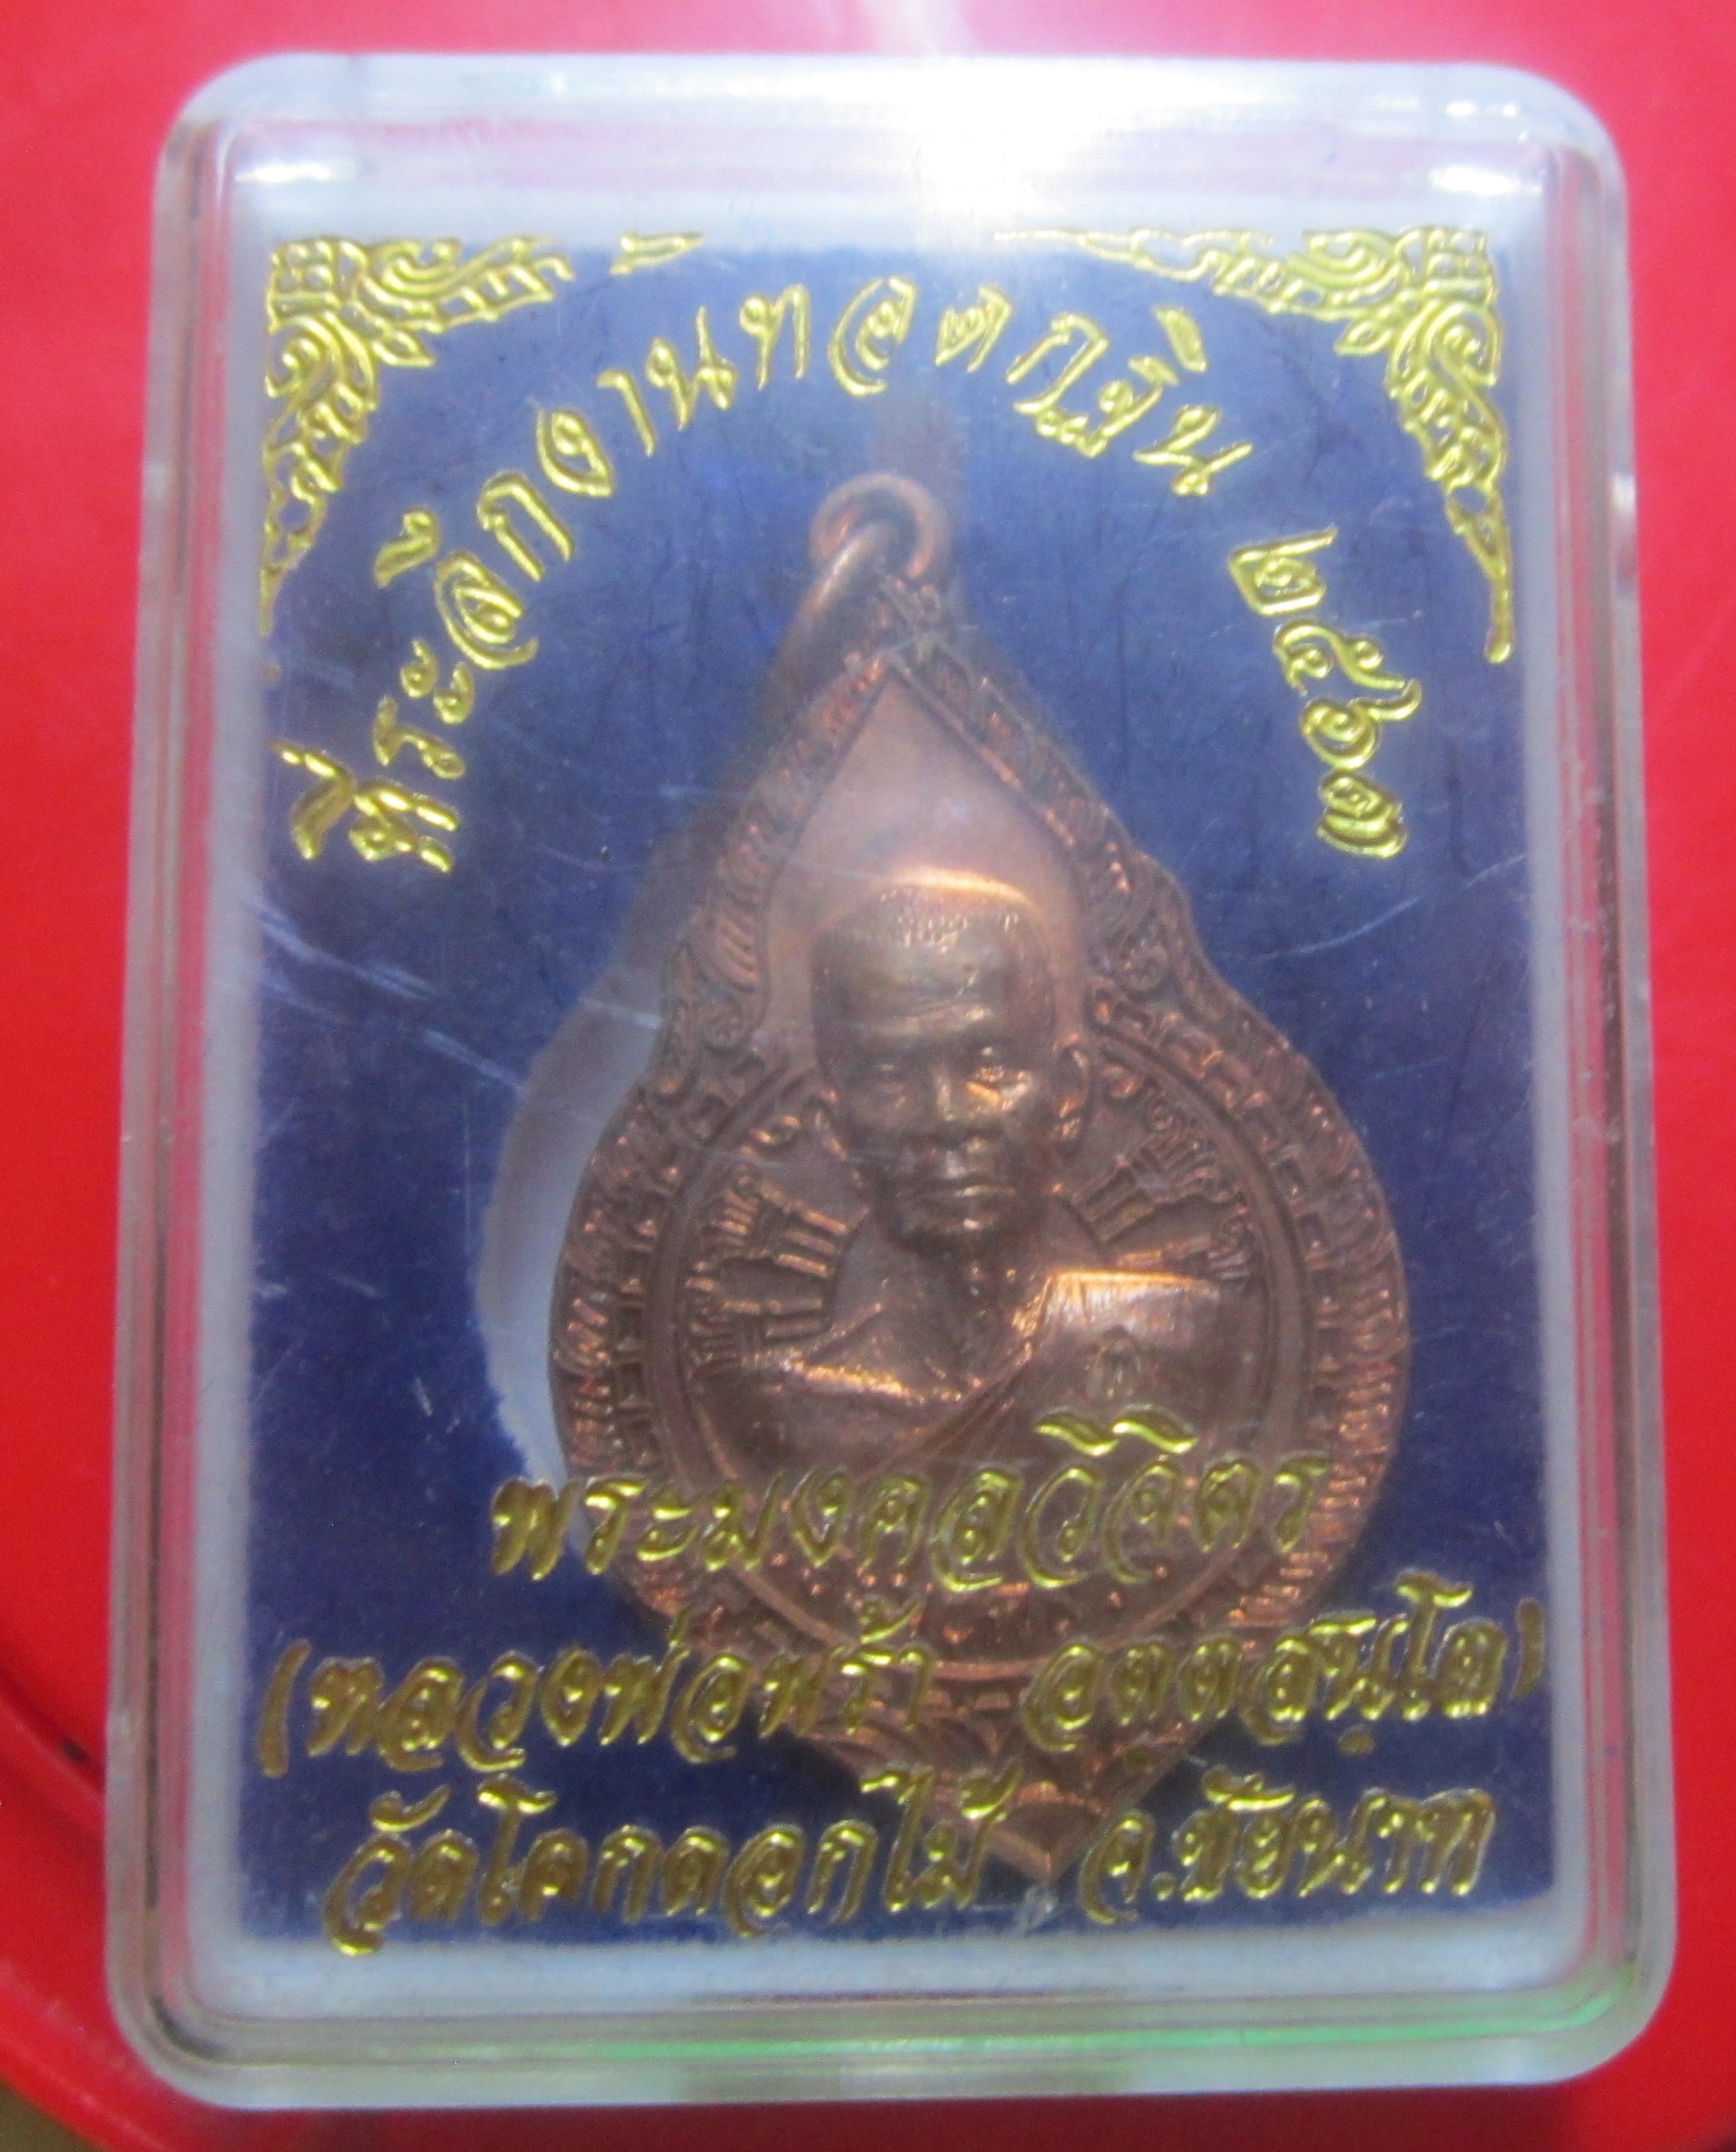 ที่ระลึกงานทอดกฐิน ๒๕๖๓
พระมงคลวิจิตร
(หลวงพ่อพร้า อตฺตสนฺโต)
วัดโคกดอกไม้ จ.ชัยนาท